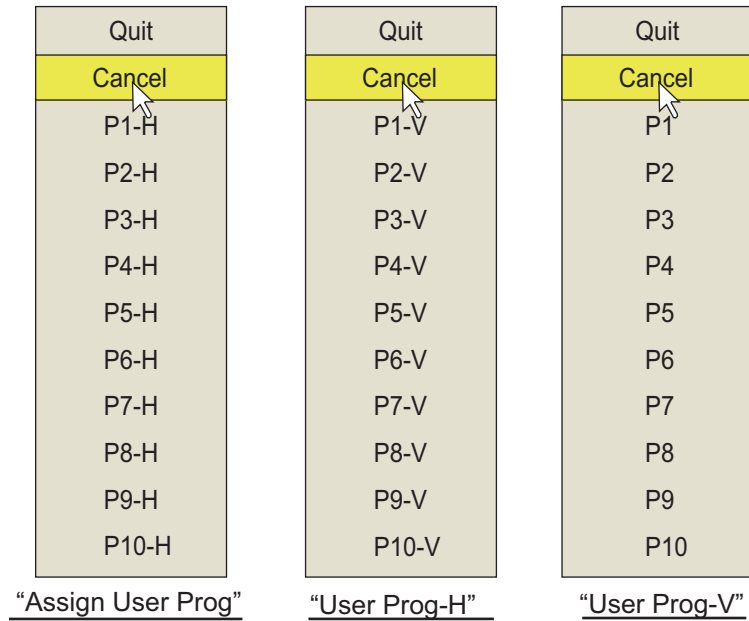 Quit
Cancel
P1-H
P2-H
P3-H
P4-H
P5-H
P6-H
P7-H
P8-H
P9-H
P10-H
“Assign User Prog”
Quit
Cancel
P1-V
P2-V
P3-V
P4-V
P5-V
P6-V
P7-V
P8-V
P9-V
P10-V
“User Prog-H”
Quit
Cancel
P1
P2
P3
P4
P5
P6
P7
P8
P9
P10
“User Prog-V”